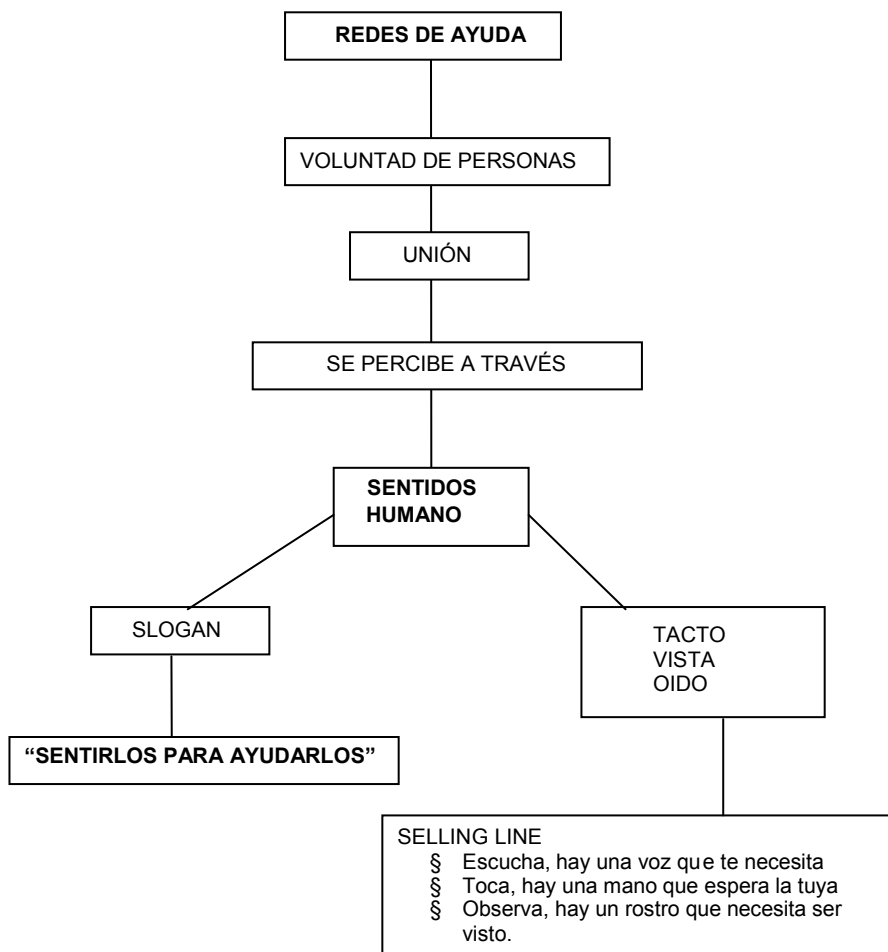 REDES DE AYUDA
VOLUNTAD DE PERSONAS
UNIÓN
SE PERCIBE A TRAVÉS
SENTIDOS
HUMANO
SLOGAN
TACTO
VISTA
OIDO
“SENTIRLOS PARA AYUDARLOS”
SELLING LINE
§ Escucha, hay una voz que te necesita
§ Toca, hay una mano que espera la tuya
§ Observa, hay un rostro que necesita ser
visto.